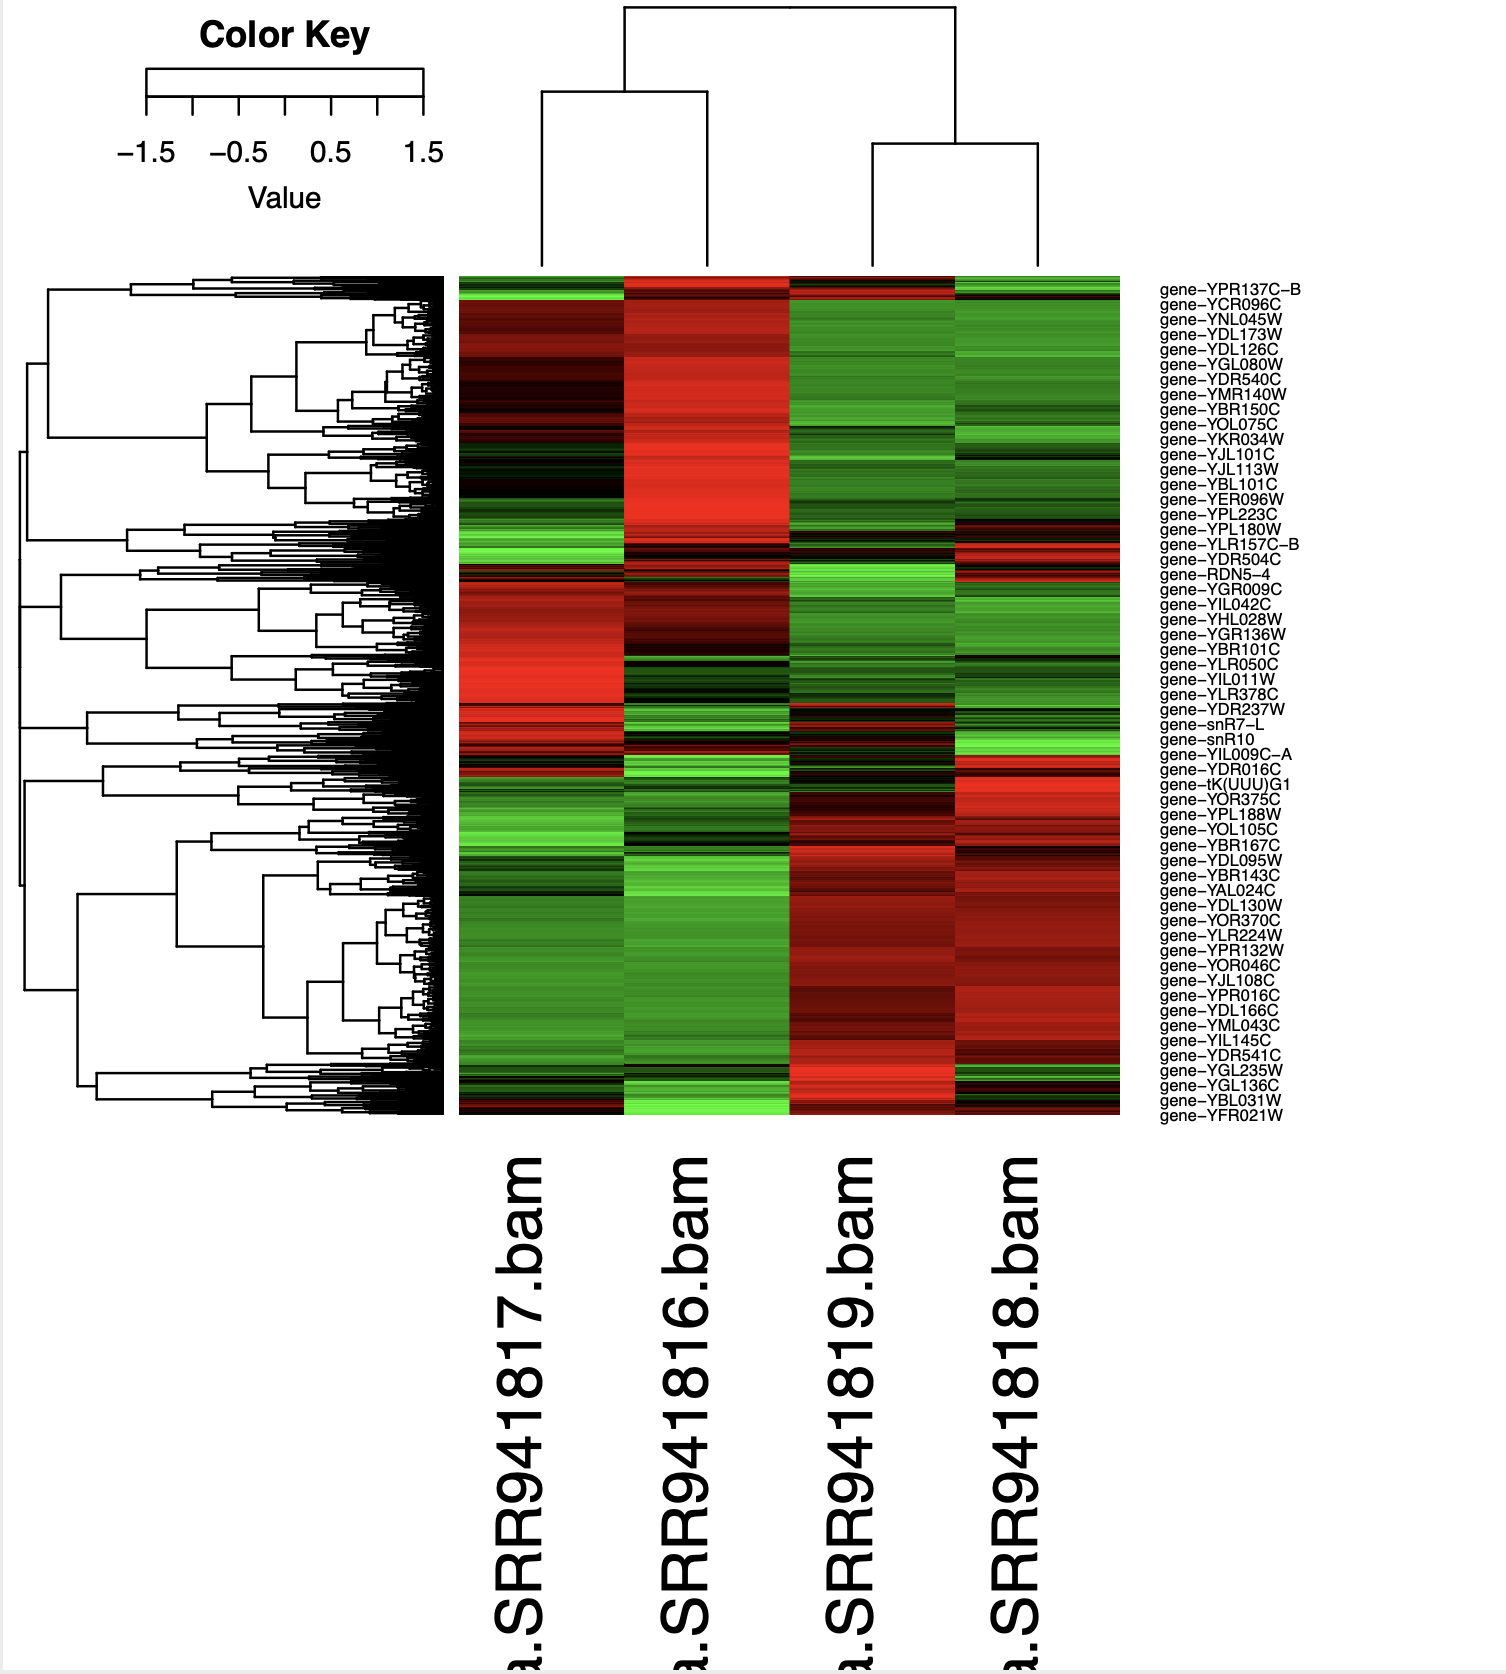 Color Key
−1.5 −0.5 0.5 1.5
Value
gene−YPR137C−B
gene−YCR096C
gene−YNL045W
gene−YDL173W
gene−YDL126C
gene−YGL080W
gene−YDR540C
gene−YMR140W
gene−YBR150C
gene−YOL075C
gene−YKR034W
gene−YJL101C
gene−YJL113W
gene−YBL101C
gene−YER096W
gene−YPL223C
gene−YPL180W
gene−YLR157C−B
gene−YDR504C
gene−RDN5−4
gene−YGR009C
gene−YIL042C
gene−YHL028W
gene−YGR136W
gene−YBR101C
gene−YLR050C
gene−YIL011W
gene−YLR378C
gene−YDR237W
gene−snR7−L
gene−snR10
gene−YIL009C−A
gene−YDR016C
gene−tK(UUU)G1
gene−YOR375C
gene−YPL188W
gene−YOL105C
gene−YBR167C
gene−YDL095W
gene−YBR143C
gene−YAL024C
gene−YDL130W
gene−YOR370C
gene−YLR224W
gene−YPR132W
gene−YOR046C
gene−YJL108C
gene−YPR016C
gene−YDL166C
gene−YML043C
gene−YIL145C
gene−YDR541C
gene−YGL235W
gene−YGL136C
gene−YBL031W
gene−YFR021W
a.SRR941817.bam
a.SRR941816.bam
a.SRR941819.bam
a.SRR941818.bam